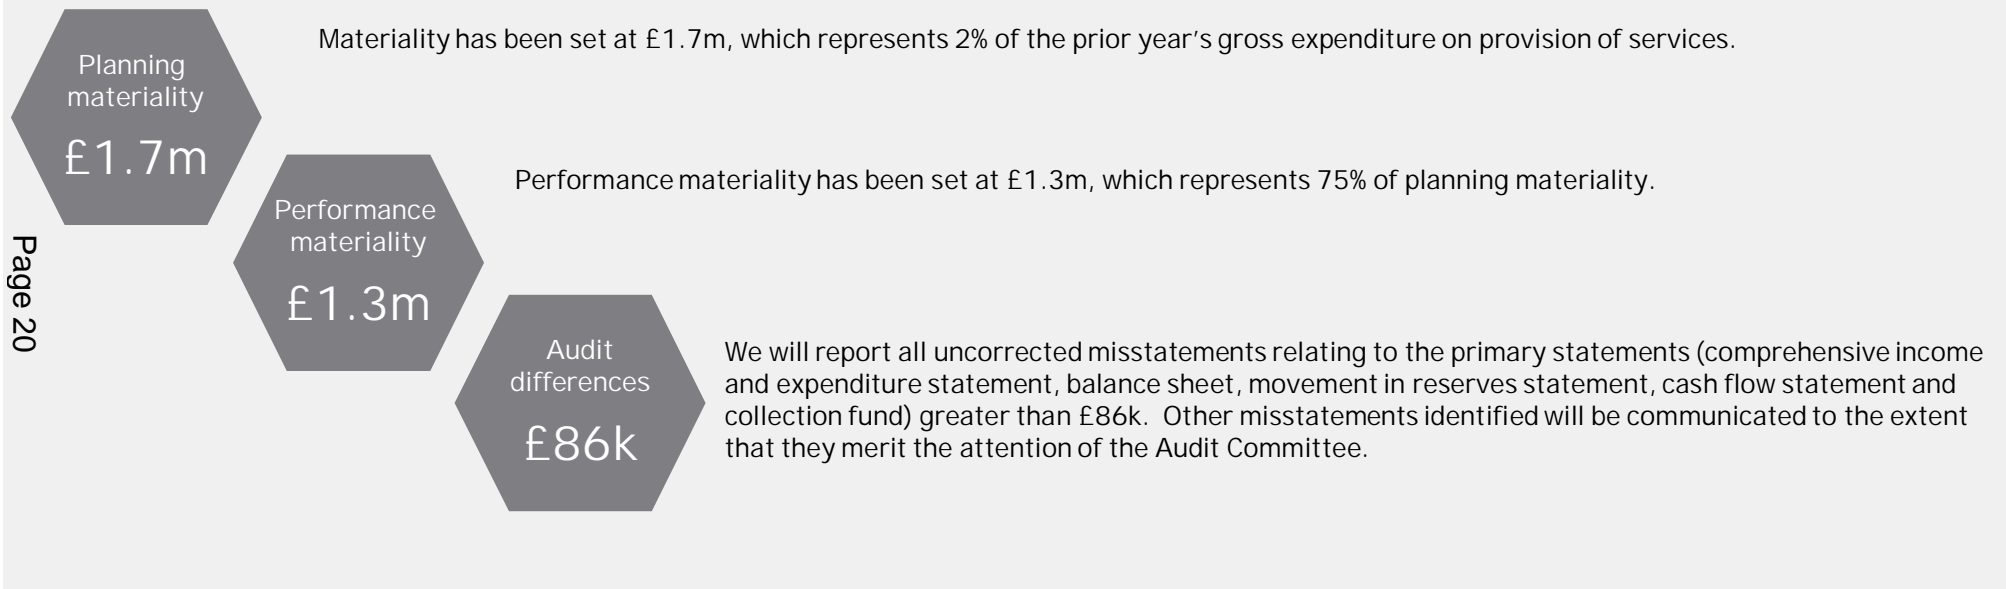 Planning
materiality
£1.7m
Materiality has been set at £1.7m, which represents 2% of the prior year’s gross expenditure on provision of services.
Performance
materiality
£1.3m
Performance materiality has been set at £1.3m, which represents 75% of planning materiality.
Audit
differences
£86k
We will report all uncorrected misstatements relating to the primary statements (comprehensive income
and expenditure statement, balance sheet, movement in reserves statement, cash flow statement and
collection fund) greater than £86k.  Other misstatements identified will be communicated to the extent
that they merit the attention of the Audit Committee.
Page 20